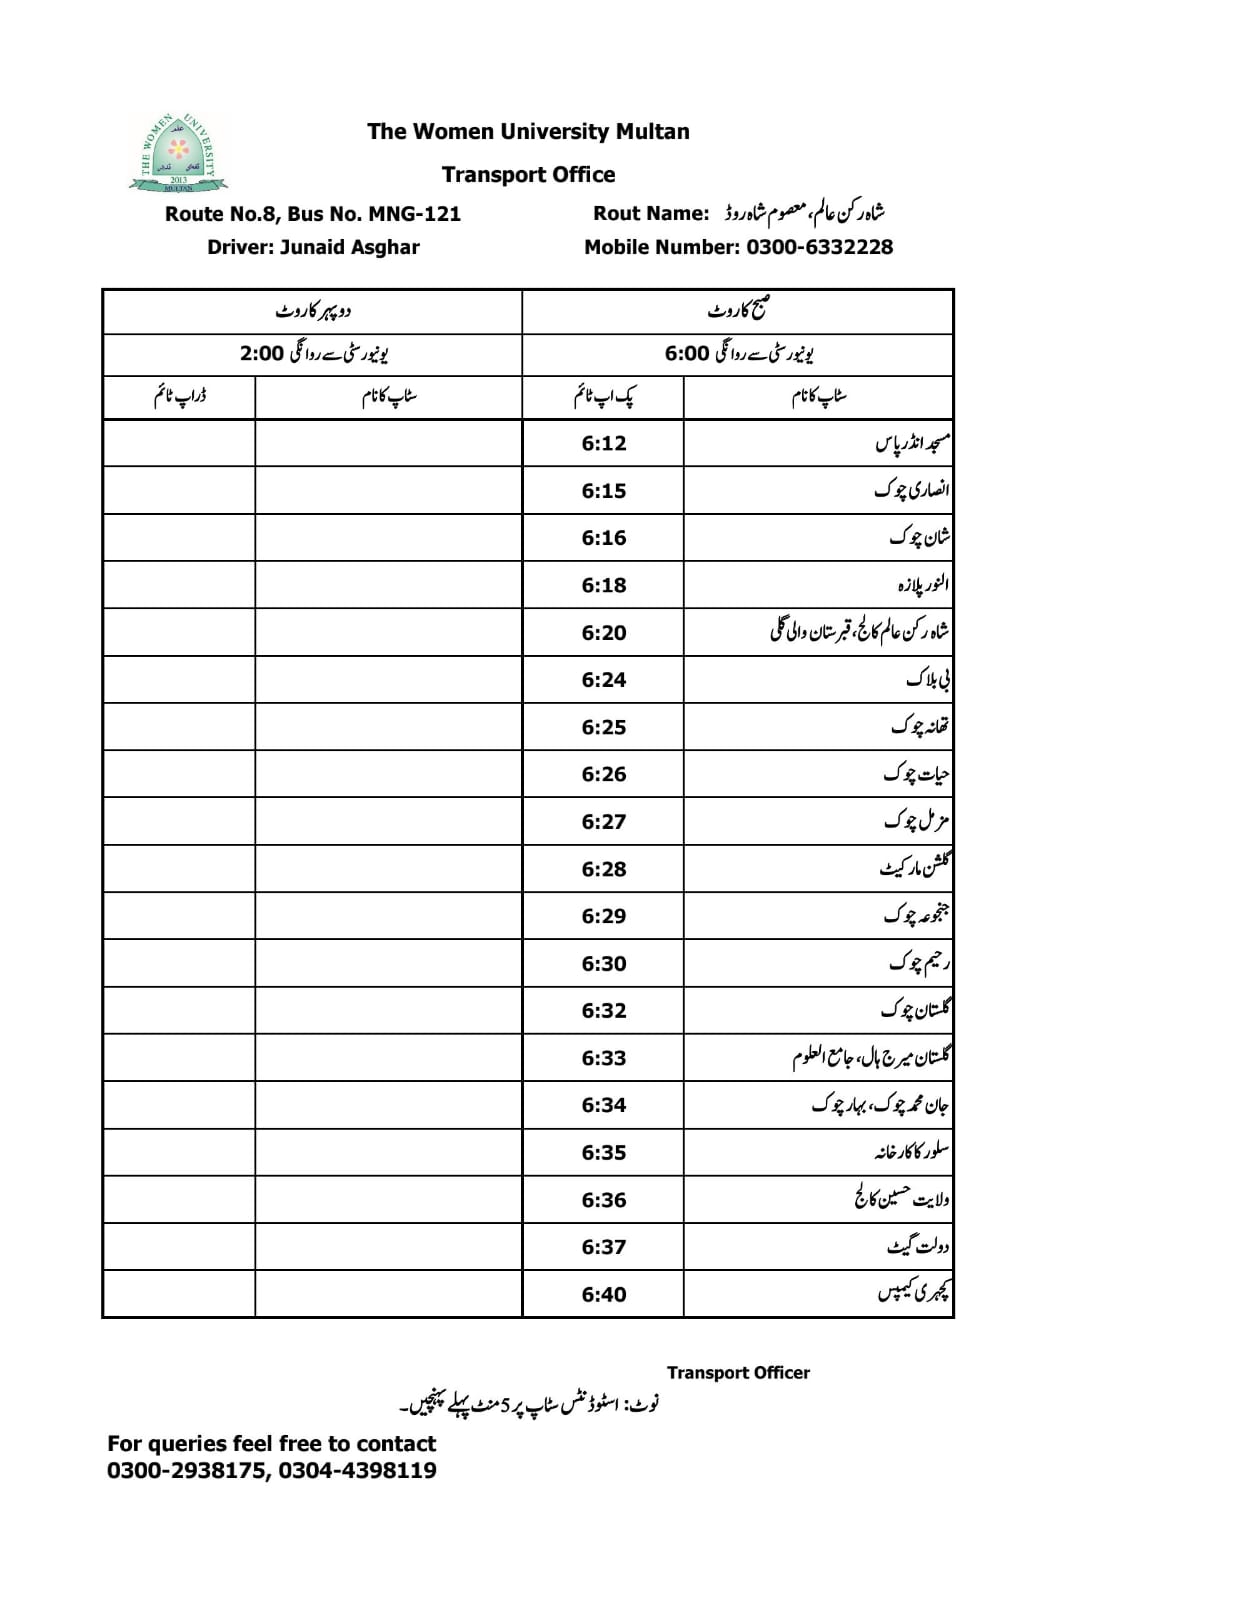 THE WOMEN UNIVERSITY
علم
2013
MULTAN
The Women University Multan
Transport Office
Route No.8, Bus No. MNG-121 Rout Name: شاہ رکن عالم، معصوم شاہ روڈ
Driver: Junaid Asghar Mobile Number: 0300-6332228
صبح کا روٹ دوپہر کا روٹ
یونیورسٹی سے روانگی 6:00 یونیورسٹی سے روانگی 2:00
سٹاپ کا نام پک اپ ٹائم سٹاپ کا نام ڈراپ ٹائم
مسجد انڈر پاس 6:12
انصاری چوک 6:15
شان چوک 6:16
النور پلازہ 6:18
شاہ رکن عالم کالج، قبرستان والی گلی 6:20
بی بلاک 6:24
تھانہ چوک 6:25
حیات چوک 6:26
مزمل چوک 6:27
گلشن مارکیٹ 6:28
جنجوعہ چوک 6:29
رحیم چوک 6:30
گلستان چوک 6:32
گلستان میرج ہال، جامع العلوم 6:33
جان محمد چوک، بہار چوک 6:34
سلور کا کارخانہ 6:35
ولایت حسین کالج 6:36
دولت گیٹ 6:37
کچہری کیمپس 6:40
Transport Officer
نوٹ: اسٹوڈنٹس سٹاپ پر 5 منٹ پہلے پہنچیں۔
For queries feel free to contact
0300-2938175, 0304-4398119